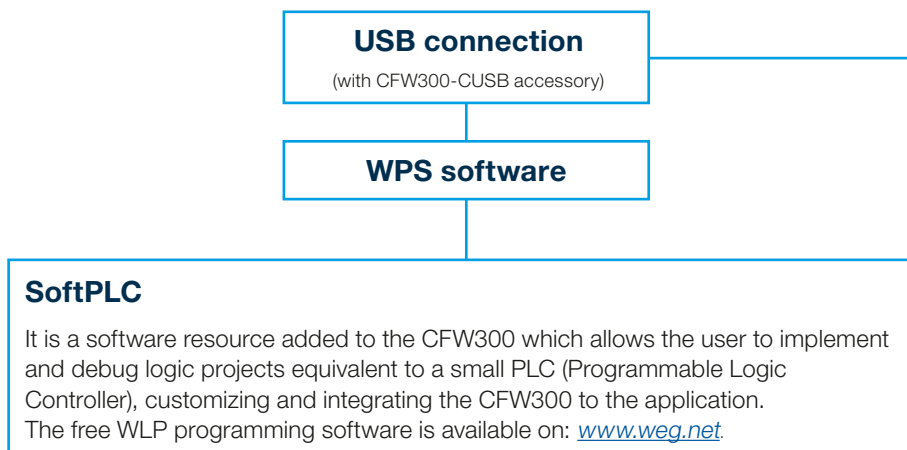 USB connection
(with CFW300-CUSB accessory)
WPS software
SoftPLC
It is a software resource added to the CFW300 which allows the user to implement
and debug logic projects equivalent to a small PLC (Programmable Logic
Controller), customizing and integrating the CFW300 to the application.
The free WLP programming software is available on: www.weg.net.